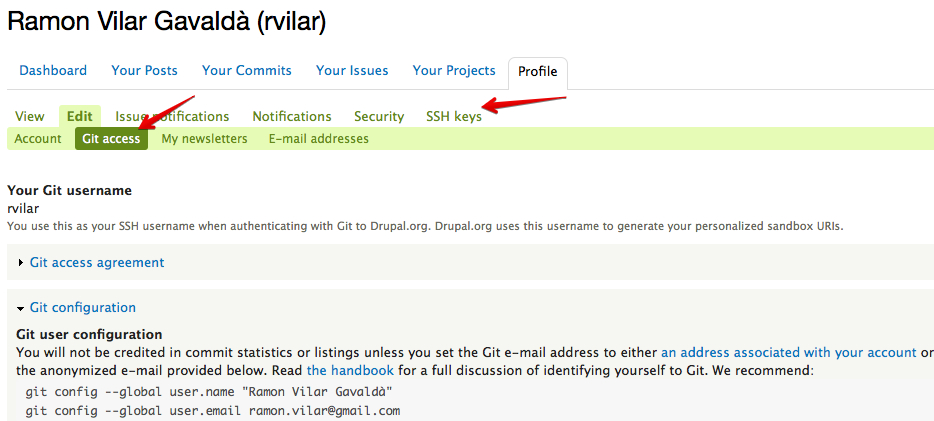 Ramon Vilar Gavaldà (rvilar)
Dashboard Your Posts Your Commits Your Issues Your Projects Profile
View Edit Issue notifications Notifications Security SSH keys
Account Git access My newsletters E-mail addresses
Your Git username
rvilar
You use this as your SSH username when authenticating with Git to Drupal.org. Drupal.org uses this username to generate your personalized sandbox URIs.
Git access agreement
Git configuration
Git user configuration
You will not be credited in commit statistics or listings unless you set the Git e-mail address to either an address associated with your account or
the anonymized e-mail provided below. Read the handbook for a full discussion of identifying yourself to Git. We recommend:
git config --global user.name "Ramon Vilar Gavaldà"
git config --global user.email ramon.vilar@gmail.com